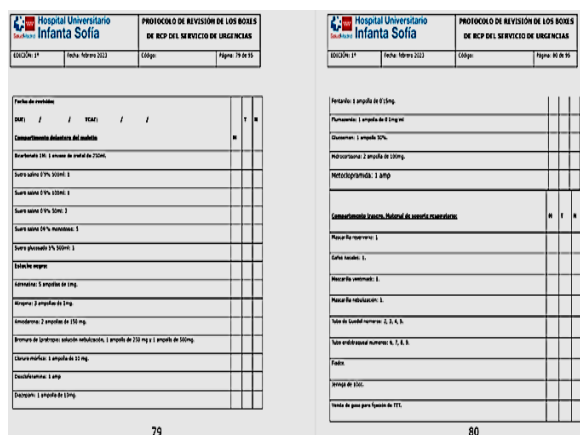 Hospital Universitario
Infanta Sofía
PROTOCOLO DE REVISIÓN DE LOS BOXES
DE RCP DEL SERVICIO DE URGENCIAS
EDICIÓN: 1ª
Fecha: febrero 2023
Código:
Página: 79 de 95
Fecha de revisión:
DUE: / / TCAE: / /
M T N
Compartimento delantero del maletín:
Bicarbonato 1M: 1 envase de cristal de 250ml.
Suero salino 0'9% 500ml: 1
Suero salino 0'9% 100ml: 1
Suero salino 0'9% 50ml: 2
Suero salino 0'9% monodosis: 5
Suero glucosado 5% 500ml: 1
Estuche negro:
Adrenalina: 5 ampollas de 1mg.
Atropina: 3 ampollas de 1mg.
Amiodarona: 2 ampollas de 150 mg.
Bromuro de Ipratropio: solución nebulización, 1 ampolla de 250 mg y 1 ampolla de 500mg.
Cloruro mórfico: 1 ampolla de 10 mg.
1 amp
Diazepam: 1 ampolla de 10mg.
79
Hospital Universitario
Infanta Sofía
PROTOCOLO DE REVISIÓN DE LOS BOXES
DE RCP DEL SERVICIO DE URGENCIAS
EDICIÓN: 1ª
Fecha: febrero 2023
Código:
Página: 80 de 95
Fentanilo: 1 ampolla de 0'15mg.
Flumazenilo: 1 ampolla de 0'1mg ml
Glucosmon: 1 ampolla 50%.
Hidrocortisona: 2 ampolla de 100mg.
Metoclopramida: 1 amp
Compartimento trasero. Material de soporte respiratorio:
M T N
Mascarilla reservorio: 1
Gafas nasales: 1.
Mascarilla ventimask: 1.
Mascarilla nebulización: 1.
Tubo de Guedel números: 2, 3, 4, 5.
Tubo endotraqueal números: 6, 7, 8, 9.
Fiador.
Jeringa de 10cc.
Venda de gasa para fijación de TET.
80